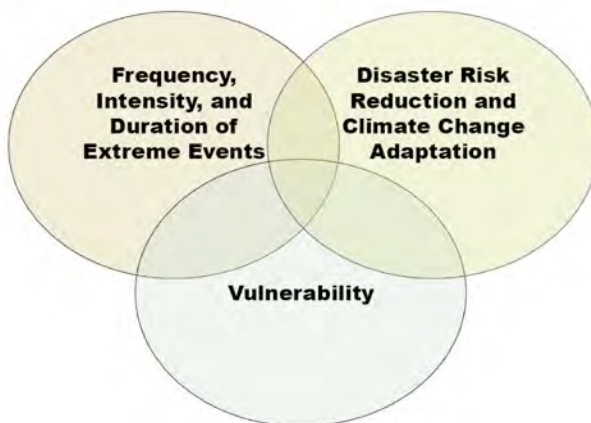 Frequency,
Intensity, and
Duration of
Extreme Events
Disaster Risk
Reduction and
Climate Change
Adaptation
Vulnerability